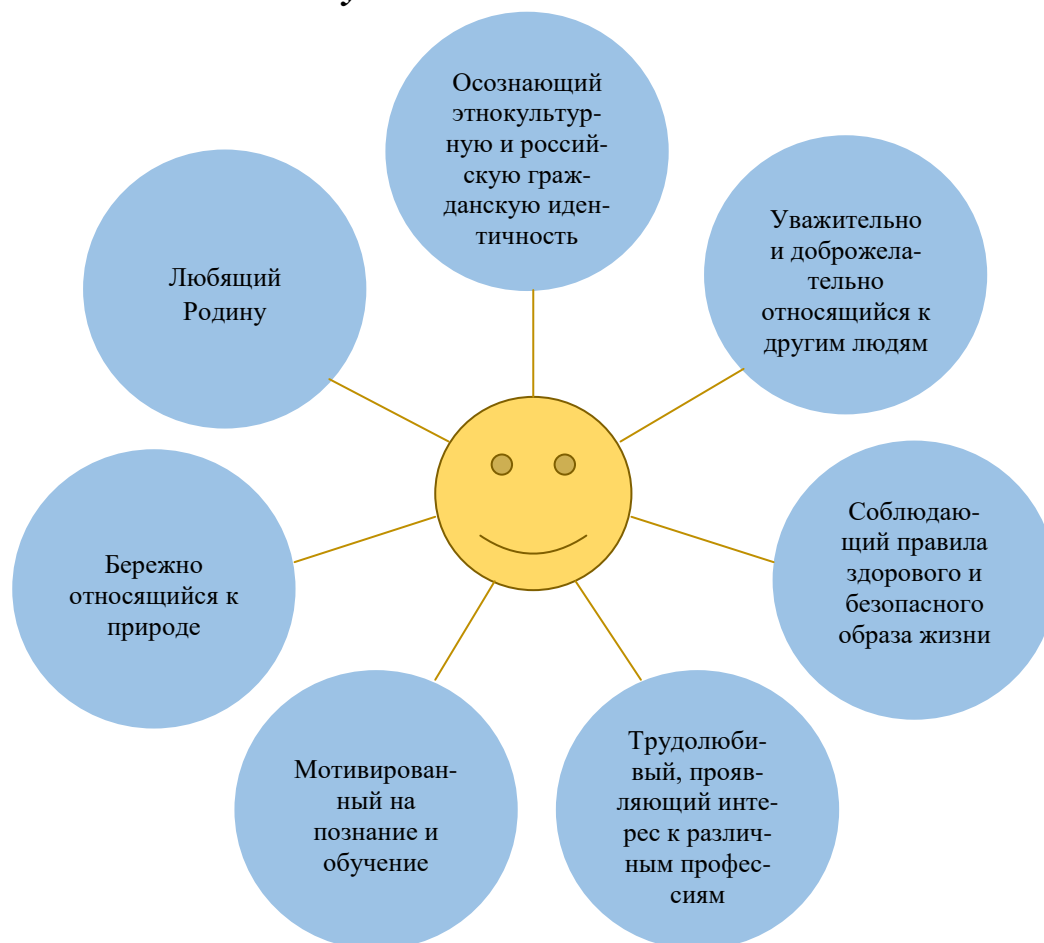 Осознающий
этнокультур-
ную и россий-
скую граж-
данскую иден-
тичность
Уважительно
и доброжела-
тельно
относящийся к
другим людям
Любящий
Родину
Соблюдаю-
щий правила
здорового и
безопасного
образа жизни
Бережно
относящийся к
природе
Мотивирован-
ный на
познание и
обучение
Трудолюби-
вый, прояв-
ляющий инте-
рес к различ-
ным профес-
сиям